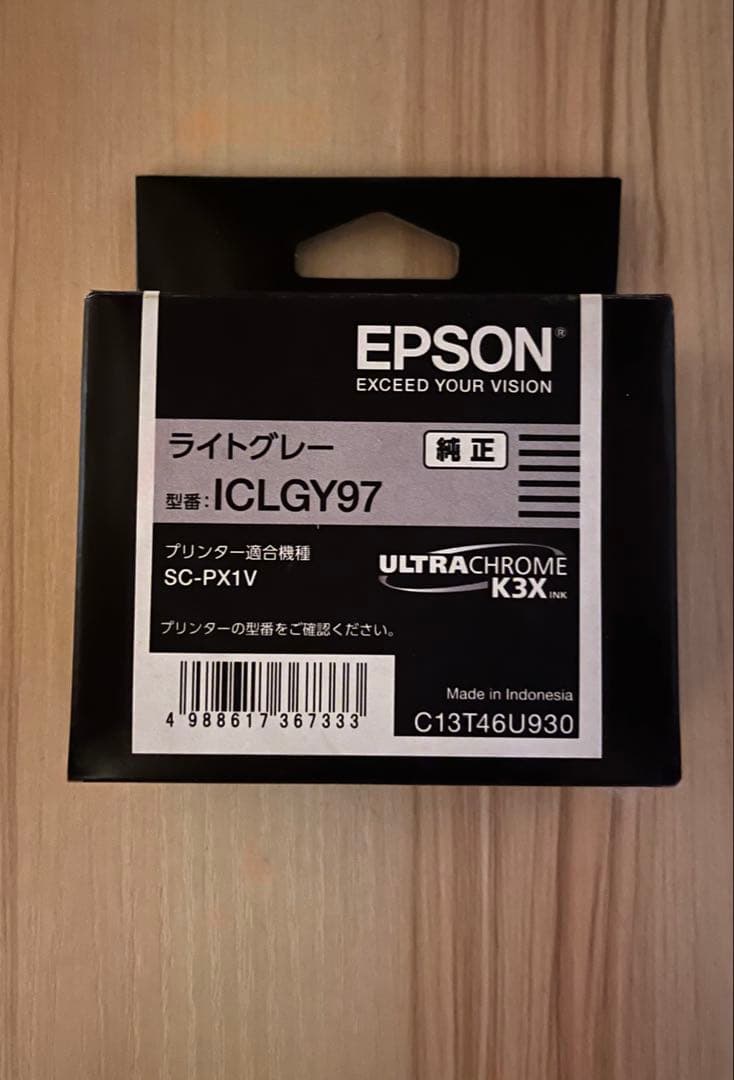 EPSON®
EXCEED YOUR VISION
ライトグレー
純正
型番:ICLGY97
プリンター適合機種
SC-PX1V
ULTRACHROME
K3X INK
プリンターの型番をご確認ください。
4 988617 367333
Made in Indonesia
C13T46U930